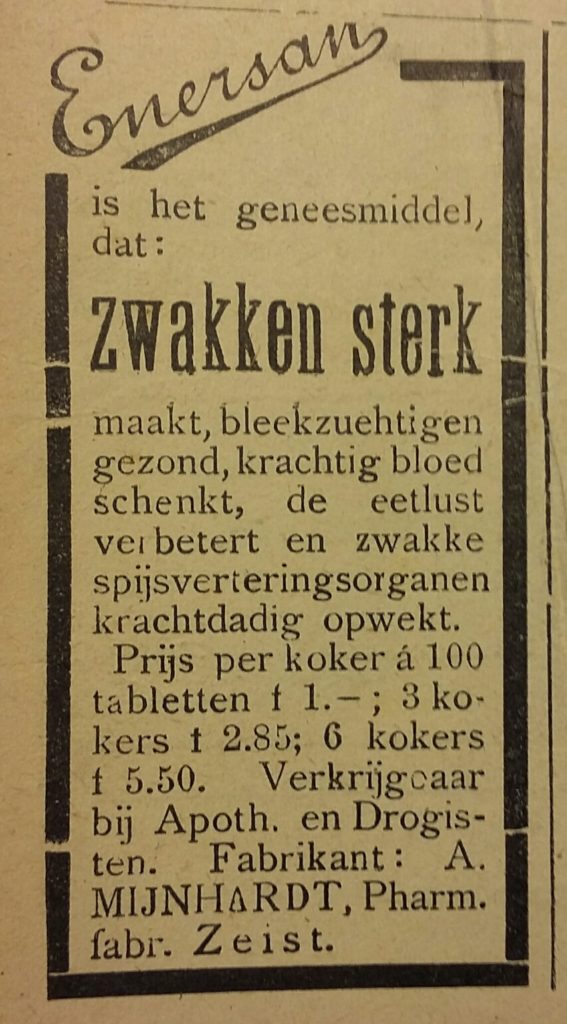 Enersan
is het geneesmiddel,
dat:
zwakken sterk
maakt, bleekzuehtigen
gezond, krachtig bloed
schenkt, de eetlust
verbetert en zwakke
spijsverteringsorganen
krachtdadig opwekt.
Prijs per koker á 100
tabletten f 1.–; 3 ko-
kers f 2.85; 6 kokers
f 5.50. Verkrijgbaar
bij Apoth. en Drogis-
ten. Fabrikant: A.
MIJNHARDT, Pharm.
fabr. Zeist.